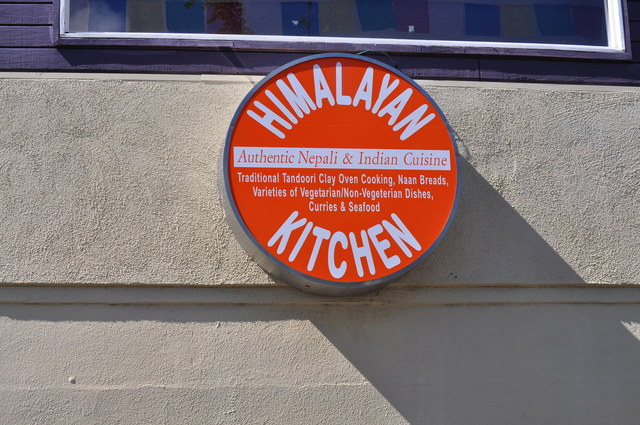 HIMALAYAN
Authentic Nepali & Indian Cuisine
Traditional Tandoori Clay Oven Cooking, Naan Breads,
Varieties of Vegetarian/Non-Vegeterian Dishes,
Curries & Seafood
KITCHEN